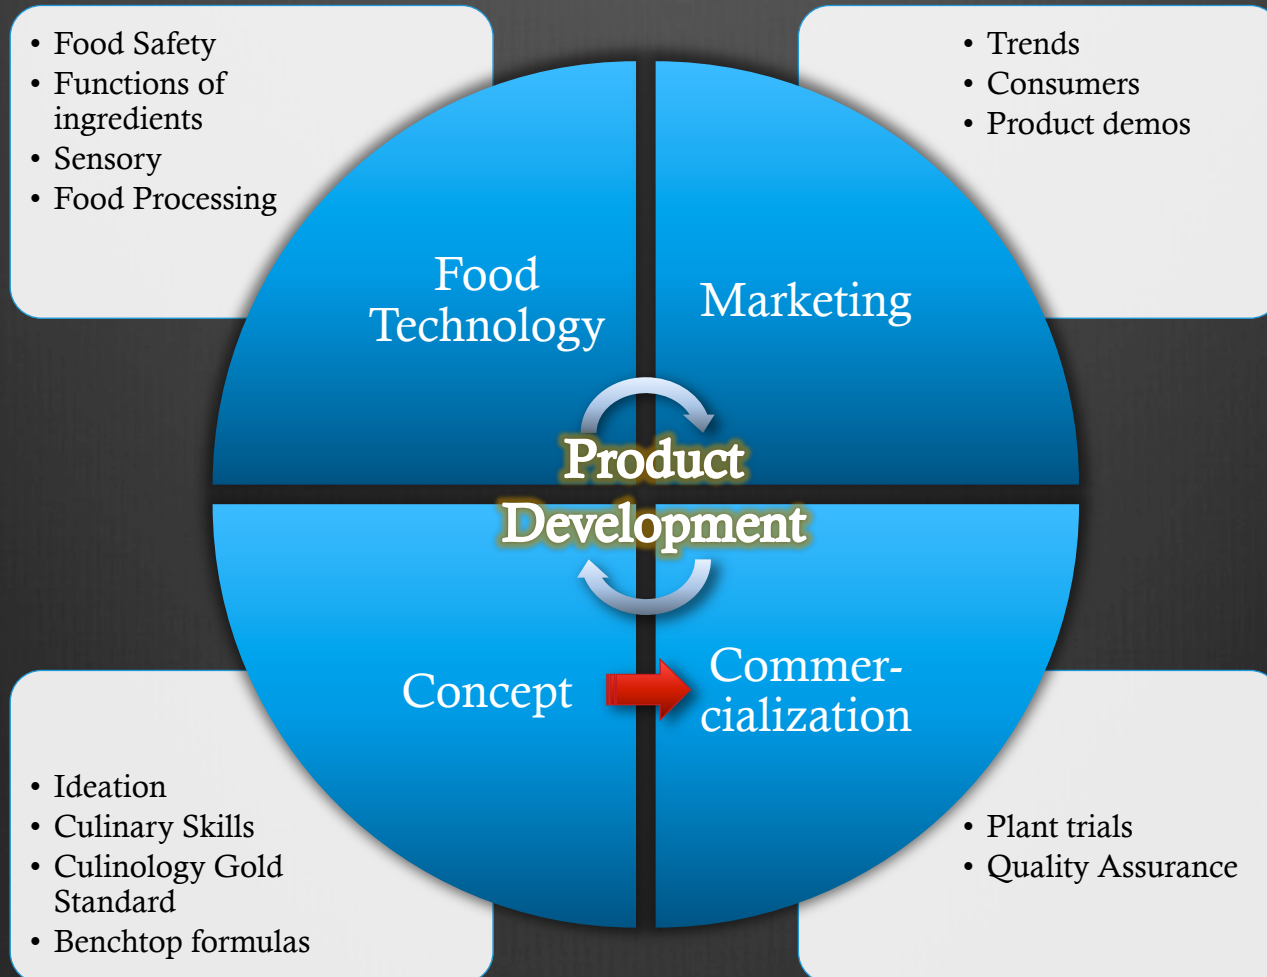 • Food Safety
• Functions of
ingredients
• Sensory
• Food Processing
• Trends
• Consumers
• Product demos
Food
Technology
Marketing
Product
Development
Concept
Commer-
cialization
• Ideation
• Culinary Skills
• Culinology Gold
Standard
• Benchtop formulas
• Plant trials
• Quality Assurance